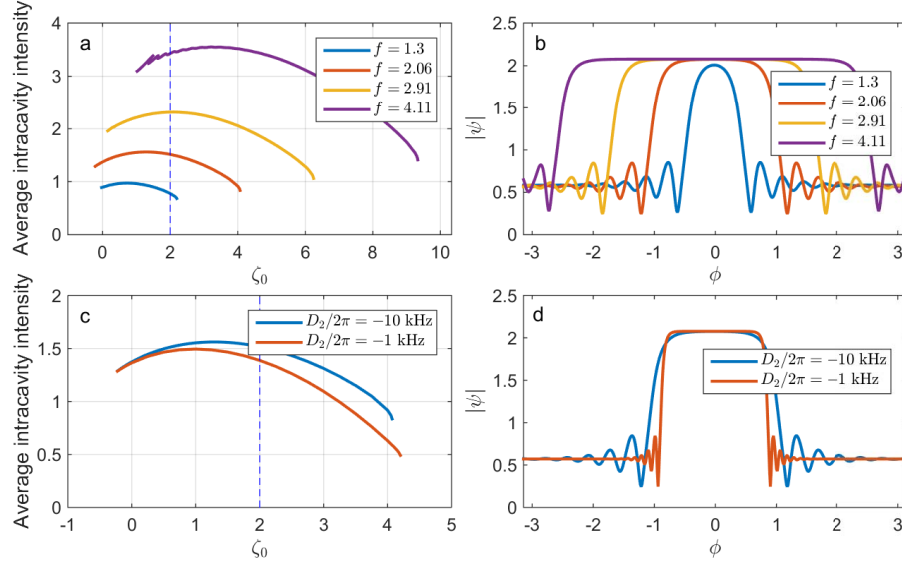 a
Average intracavity intensity
4
3
2
1
0
0 2 4 6 8 10
ζ₀
f = 1.3
f = 2.06
f = 2.91
f = 4.11
b
|ψ|
2.5
2
1.5
1
0.5
0
-3 -2 -1 0 1 2 3
ϕ
f = 1.3
f = 2.06
f = 2.91
f = 4.11
c
Average intracavity intensity
2
1.5
1
0.5
0
-1 0 1 2 3 4 5
ζ₀
D₂/2π = −10 kHz
D₂/2π = −1 kHz
d
|ψ|
2.5
2
1.5
1
0.5
0
-3 -2 -1 0 1 2 3
ϕ
D₂/2π = −10 kHz
D₂/2π = −1 kHz